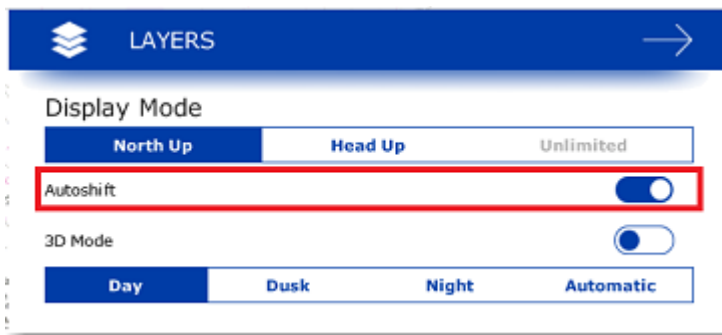 LAYERS
Display Mode
North Up Head Up Unlimited
Autoshift
3D Mode
Day Dusk Night Automatic